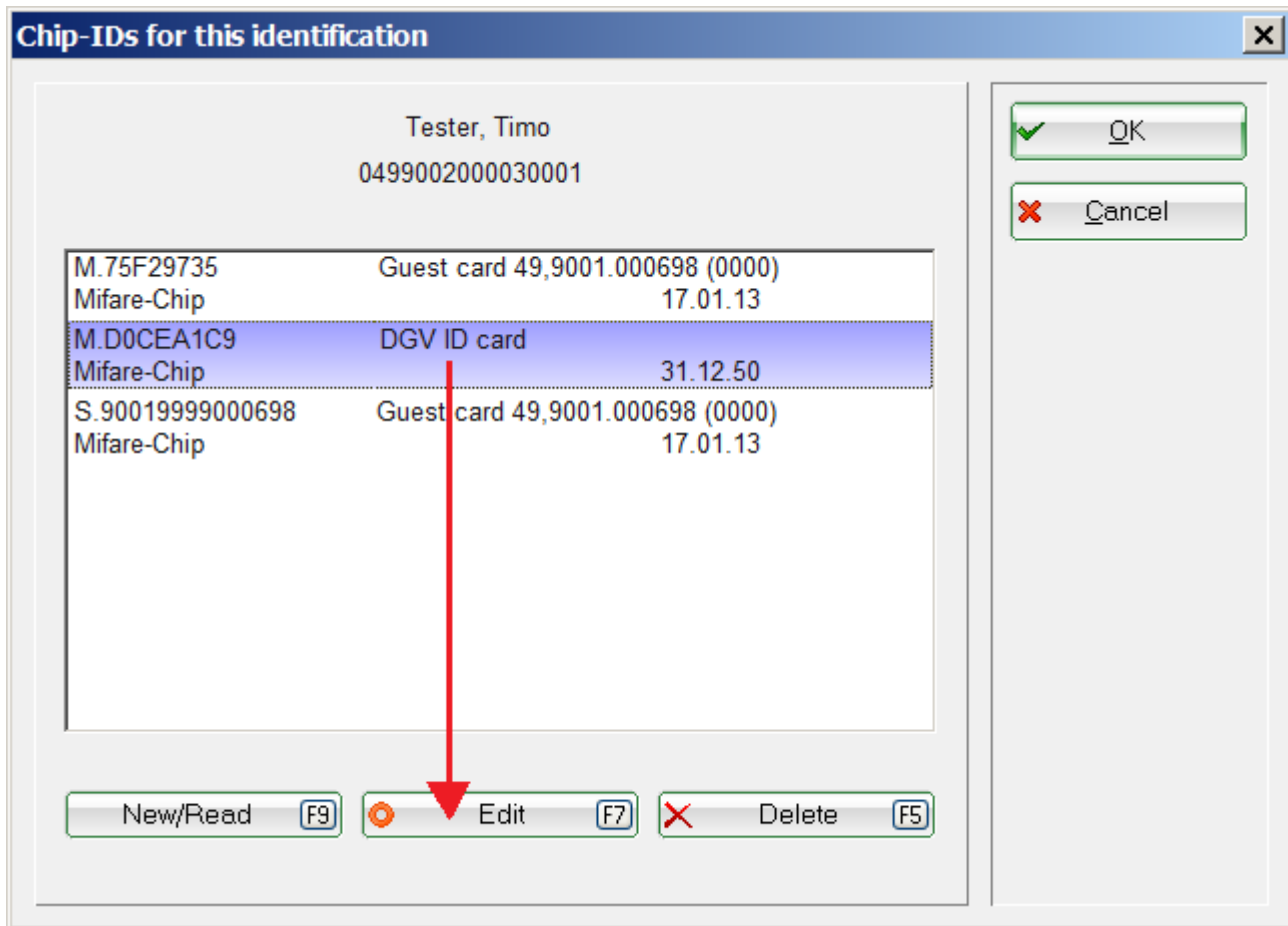 Chip-IDs for this identification
Tester, Timo
0499002000030001
OK
Cancel
M.75F29735 Guest card 49,9001.000698 (0000)
Mifare-Chip 17.01.13
M.D0CEA1C9 DGV ID card
Mifare-Chip 31.12.50
S.90019999000698 Guest card 49,9001.000698 (0000)
Mifare-Chip 17.01.13
New/Read F9 Edit F7 Delete F5